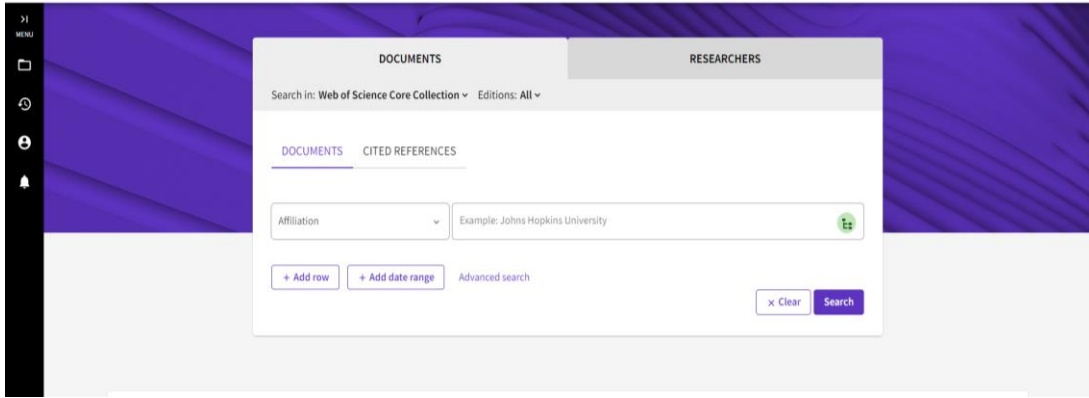 MENU
DOCUMENTS RESEARCHERS
Search in: Web of Science Core Collection Editions: All
DOCUMENTS CITED REFERENCES
Affiliation Example: Johns Hopkins University
+ Add row + Add date range Advanced search
× Clear Search